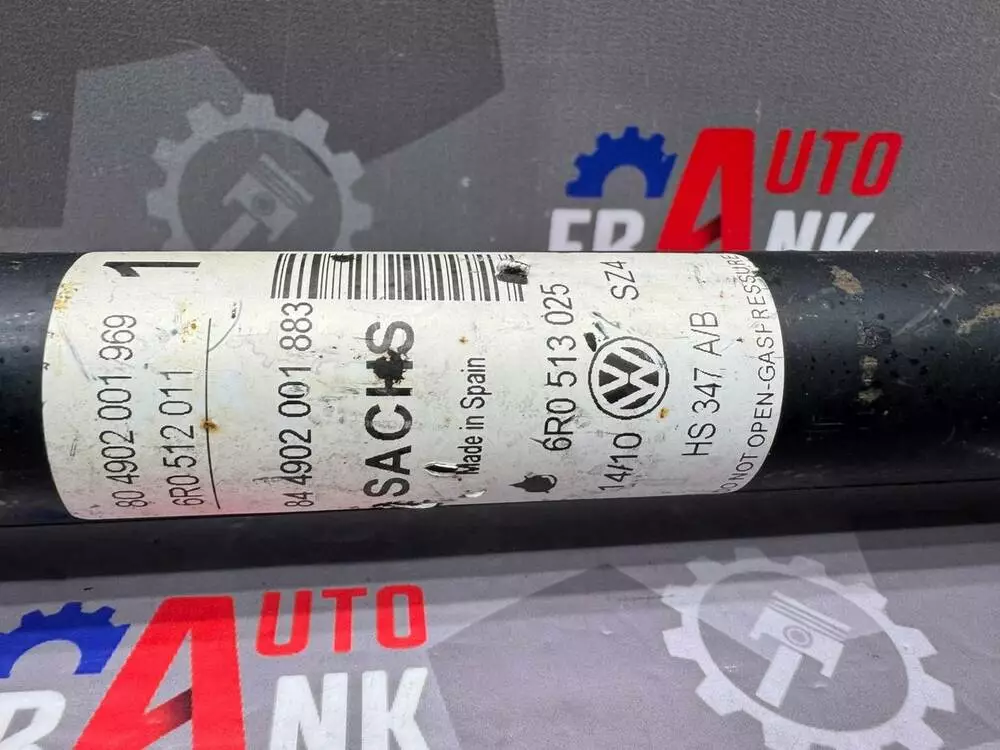 AUTO
FRANK
80 4902 001 969
1
6R0 512 011
84 4902 001 883
SACHS
Made in Spain
6R0 513 025
14/10
VW
SZ4
HS 347 A/B
DO NOT OPEN-GASPRESSURE
AUTO
FRANK